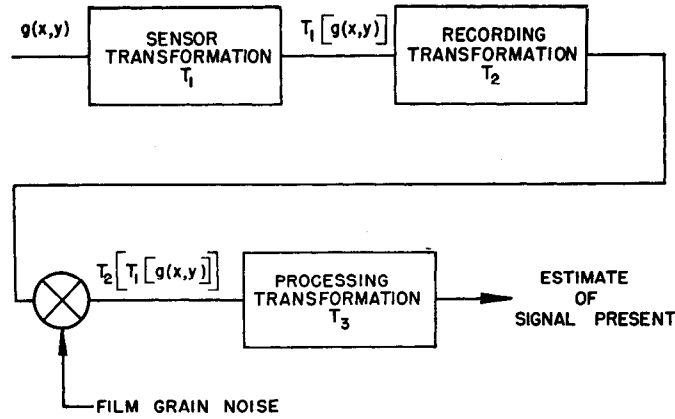 g(x,y)
SENSOR
TRANSFORMATION
T₁
T₁[g(x,y)]
RECORDING
TRANSFORMATION
T₂
T₂[T₁[g(x,y)]]
PROCESSING
TRANSFORMATION
T₃
ESTIMATE
OF
SIGNAL PRESENT
FILM GRAIN NOISE